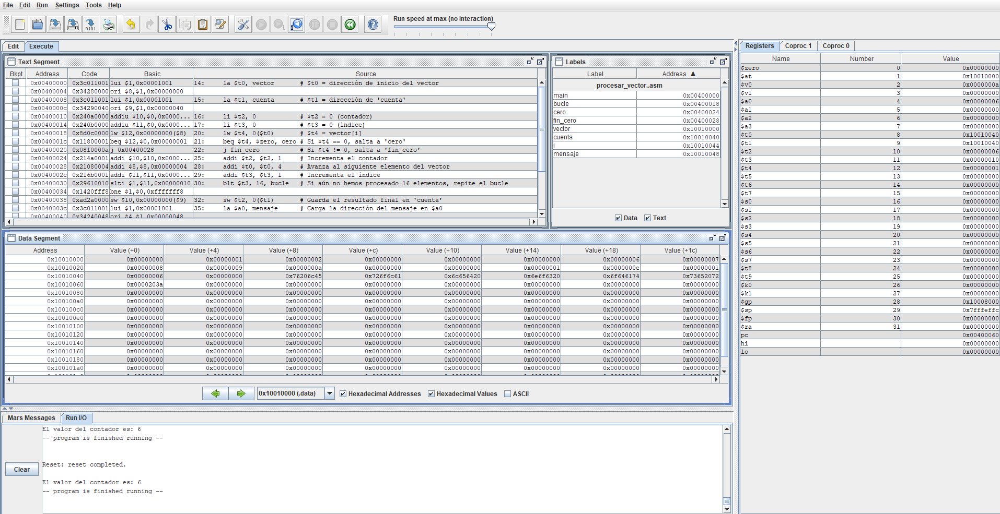 File Edit Run Settings Tools Help
Run speed at max (no interaction)
Edit Execute
Text Segment
Bkpt Address Code Basic Source
0x00400000 0x3c011001 lui $1,0x00001001 14: la $t0, vector # $t0 = dirección de inicio del vector
0x00400004 0x34280000 ori $8,$1,0x00000000
0x00400008 0x3c011001 lui $1,0x00001001 15: la $t1, cuenta # $t1 = dirección de 'cuenta'
0x0040000c 0x34290040 ori $9,$1,0x00000040
0x00400010 0x240a0000 addiu $10,$0,0x0000... 16: li $t2, 0 # $t2 = 0 (contador)
0x00400014 0x240b0000 addiu $11,$0,0x0000... 17: li $t3, 0 # $t3 = 0 (índice)
0x00400018 0x8d0c0000 lw $12,0x00000000($8) 20: lw $t4, 0($t0) # $t4 = vector[i]
0x0040001c 0x11800001 beq $12,$0,0x00000001 21: beq $t4, $zero, cero # Si $t4 == 0, salta a 'cero'
0x00400020 0x0810000a j 0x00400028 22: j fin_cero # Si $t4 != 0, salta a 'fin_cero'
0x00400024 0x214a0001 addi $10,$10,0x0000... 25: addi $t2, $t2, 1 # Incrementa el contador
0x00400028 0x21080004 addi $8,$8,0x00000004 28: addi $t0, $t0, 4 # Avanza al siguiente elemento del vector
0x0040002c 0x216b0001 addi $11,$11,0x0000... 29: addi $t3, $t3, 1 # Incrementa el índice
0x00400030 0x29610010 slti $1,$11,0x00000010 30: blt $t3, 16, bucle # Si aún no hemos procesado 16 elementos, repite el bucle
0x00400034 0x1420fff8 bne $1,$0,0xfffffff8
0x00400038 0xad2a0000 sw $10,0x00000000($9) 32: sw $t2, 0($t1) # Guarda el resultado final en 'cuenta'
0x0040003c 0x3c011001 lui $1,0x00001001 35: la $a0, mensaje # Carga la dirección del mensaje en $a0
0x00400040 0x34240048 ori $4,$1,0x00000048
Labels
Label Address ▲
procesar_vector..asm
main 0x00400000
bucle 0x00400018
cero 0x00400024
fin_cero 0x00400028
vector 0x10010000
cuenta 0x10010040
i 0x10010044
mensaje 0x10010048
Data Text
Data Segment
Address Value (+0) Value (+4) Value (+8) Value (+c) Value (+10) Value (+14) Value (+18) Value (+1c)
0x10010000 0x00000000 0x00000001 0x00000002 0x00000000 0x00000000 0x00000000 0x00000006 0x00000007
0x10010020 0x00000008 0x00000009 0x0000000a 0x00000000 0x00000000 0x00000001 0x0000000e 0x00000001
0x10010040 0x00000006 0x00000000 0x76206c45 0x726f6c61 0x6c656420 0x6e6f6320 0x6f646174 0x73652072
0x10010060 0x0000203a 0x00000000 0x00000000 0x00000000 0x00000000 0x00000000 0x00000000 0x00000000
0x10010080 0x00000000 0x00000000 0x00000000 0x00000000 0x00000000 0x00000000 0x00000000 0x00000000
0x100100a0 0x00000000 0x00000000 0x00000000 0x00000000 0x00000000 0x00000000 0x00000000 0x00000000
0x100100c0 0x00000000 0x00000000 0x00000000 0x00000000 0x00000000 0x00000000 0x00000000 0x00000000
0x100100e0 0x00000000 0x00000000 0x00000000 0x00000000 0x00000000 0x00000000 0x00000000 0x00000000
0x10010100 0x00000000 0x00000000 0x00000000 0x00000000 0x00000000 0x00000000 0x00000000 0x00000000
0x10010120 0x00000000 0x00000000 0x00000000 0x00000000 0x00000000 0x00000000 0x00000000 0x00000000
0x10010140 0x00000000 0x00000000 0x00000000 0x00000000 0x00000000 0x00000000 0x00000000 0x00000000
0x10010160 0x00000000 0x00000000 0x00000000 0x00000000 0x00000000 0x00000000 0x00000000 0x00000000
0x10010180 0x00000000 0x00000000 0x00000000 0x00000000 0x00000000 0x00000000 0x00000000 0x00000000
0x100101a0 0x00000000 0x00000000 0x00000000 0x00000000 0x00000000 0x00000000 0x00000000 0x00000000
0x10010000 (.data) Hexadecimal Addresses Hexadecimal Values ASCII
Mars Messages Run I/O
Clear
El valor del contador es: 6
-- program is finished running --
Reset: reset completed.
El valor del contador es: 6
-- program is finished running --
Registers Coproc 1 Coproc 0
Name Number Value
$zero 0 0x00000000
$at 1 0x10010000
$v0 2 0x0000000a
$v1 3 0x00000000
$a0 4 0x00000006
$a1 5 0x00000000
$a2 6 0x00000000
$a3 7 0x00000000
$t0 8 0x10010040
$t1 9 0x10010040
$t2 10 0x00000006
$t3 11 0x00000010
$t4 12 0x00000001
$t5 13 0x00000000
$t6 14 0x00000000
$t7 15 0x00000000
$s0 16 0x00000000
$s1 17 0x00000000
$s2 18 0x00000000
$s3 19 0x00000000
$s4 20 0x00000000
$s5 21 0x00000000
$s6 22 0x00000000
$s7 23 0x00000000
$t8 24 0x00000000
$t9 25 0x00000000
$k0 26 0x00000000
$k1 27 0x00000000
$gp 28 0x10008000
$sp 29 0x7fffeffc
$fp 30 0x00000000
$ra 31 0x00000000
pc 0x00400060
hi 0x00000000
lo 0x00000000